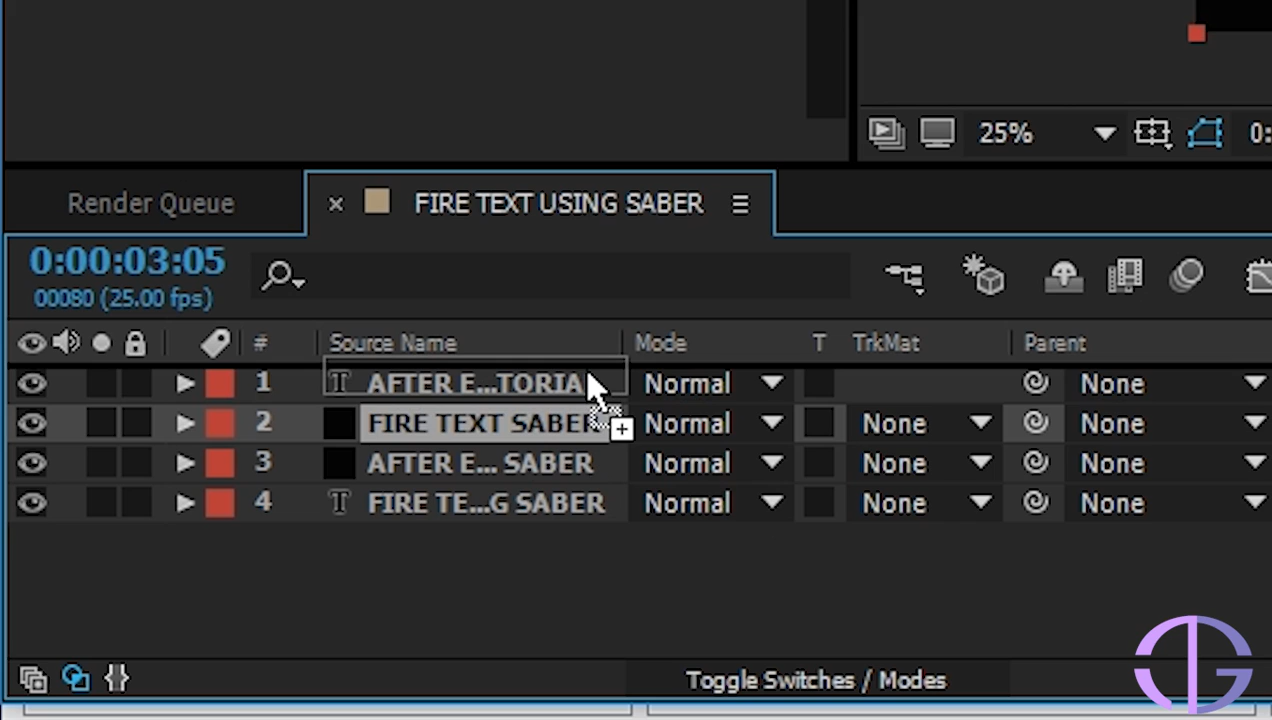 25%
0:
Render Queue
× FIRE TEXT USING SABER
0:00:03:05
00080 (25.00 fps)
# Source Name Mode T TrkMat Parent
1 T AFTER E...TORIA Normal None
2 FIRE TEXT SABER Normal None None
3 AFTER E... SABER Normal None None
4 T FIRE TE...G SABER Normal None None
Toggle Switches / Modes